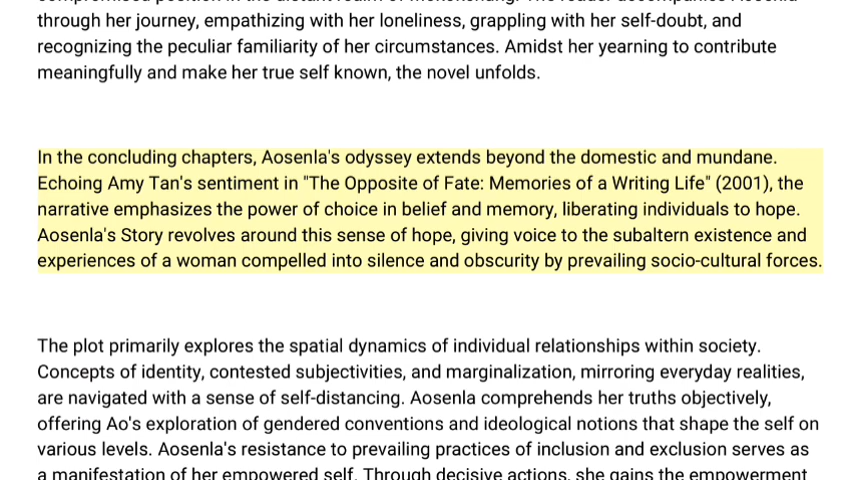 through her journey, empathizing with her loneliness, grappling with her self-doubt, and
recognizing the peculiar familiarity of her circumstances. Amidst her yearning to contribute
meaningfully and make her true self known, the novel unfolds.
In the concluding chapters, Aosenla's odyssey extends beyond the domestic and mundane.
Echoing Amy Tan's sentiment in "The Opposite of Fate: Memories of a Writing Life" (2001), the
narrative emphasizes the power of choice in belief and memory, liberating individuals to hope.
Aosenla's Story revolves around this sense of hope, giving voice to the subaltern existence and
experiences of a woman compelled into silence and obscurity by prevailing socio-cultural forces.
The plot primarily explores the spatial dynamics of individual relationships within society.
Concepts of identity, contested subjectivities, and marginalization, mirroring everyday realities,
are navigated with a sense of self-distancing. Aosenla comprehends her truths objectively,
offering Ao's exploration of gendered conventions and ideological notions that shape the self on
various levels. Aosenla's resistance to prevailing practices of inclusion and exclusion serves as
a manifestation of her empowered self. Through decisive actions, she gains the empowerment